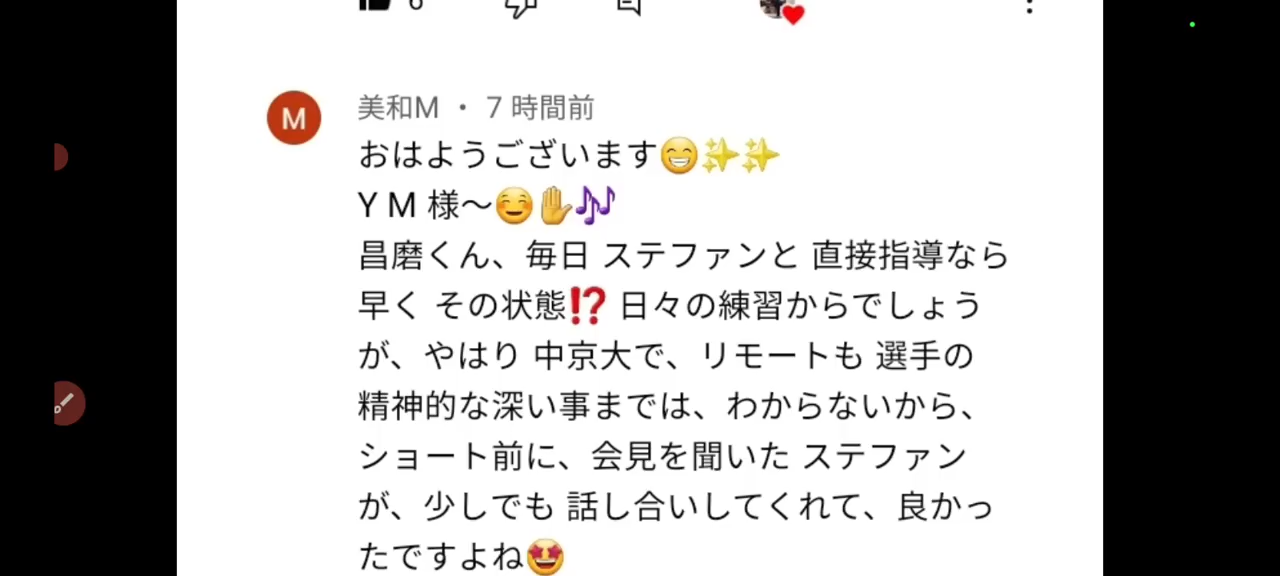 6
美和M • 7 時間前
M
おはようございます😁✨✨
Y M 様〜☺️✋🎶
昌磨くん、毎日 ステファンと 直接指導なら
早く その状態⁉️ 日々の練習からでしょう
が、やはり 中京大で、リモートも 選手の
精神的な深い事までは、わからないから、
ショート前に、会見を聞いた ステファン
が、少しでも 話し合いしてくれて、良かっ
たですよね🤩